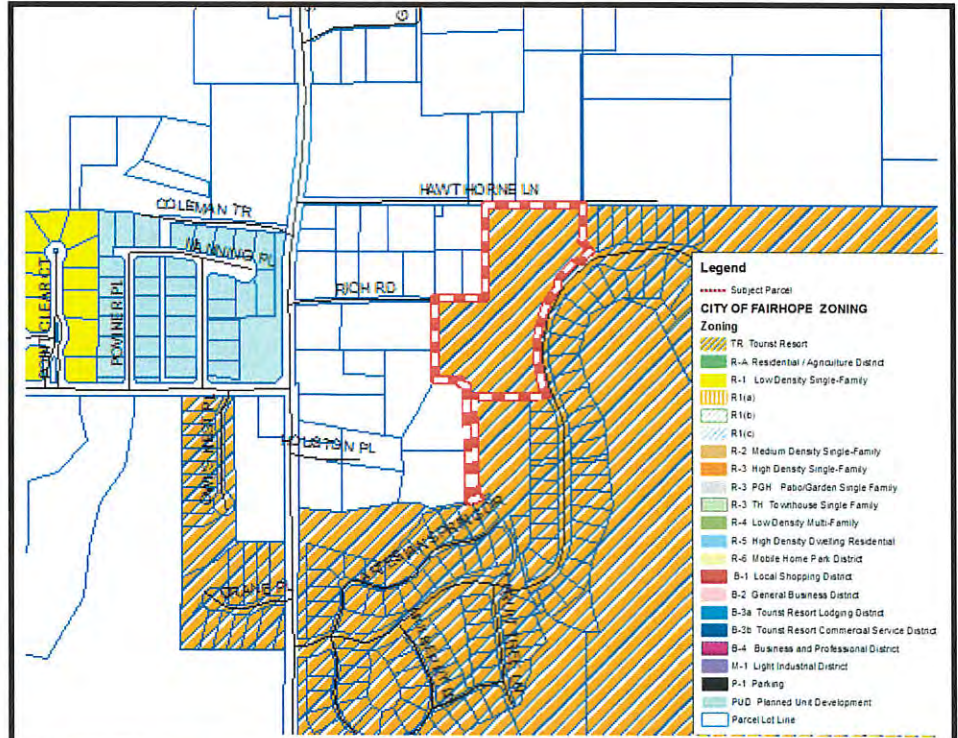 HAWTHORNE LN
COLEMAN TR
MANNING PL
RICH RD
POINT CLEAR CT
HOLSTON PL
CRANE
Legend
Subject Parcel
CITY OF FAIRHOPE ZONING
Zoning
TR Tourist Resort
R-A Residential / Agriculture District
R-1 Low Density Single-Family
R1(a)
R1(b)
R1(c)
R-2 Medium Density Single-Family
R-3 High Density Single-Family
R-3 PGH Patio/Garden Single Family
R-3 TH Townhouse Single Family
R-4 Low Density Multi-Family
R-5 High Density Dwelling Residential
R-6 Mobile Home Park District
B-1 Local Shopping District
B-2 General Business District
B-3a Tourist Resort Lodging District
B-3b Tourist Resort Commercial Service District
B-4 Business and Professional District
M-1 Light Industrial District
P-1 Parking
PUD Planned Unit Development
Parcel Lot Line